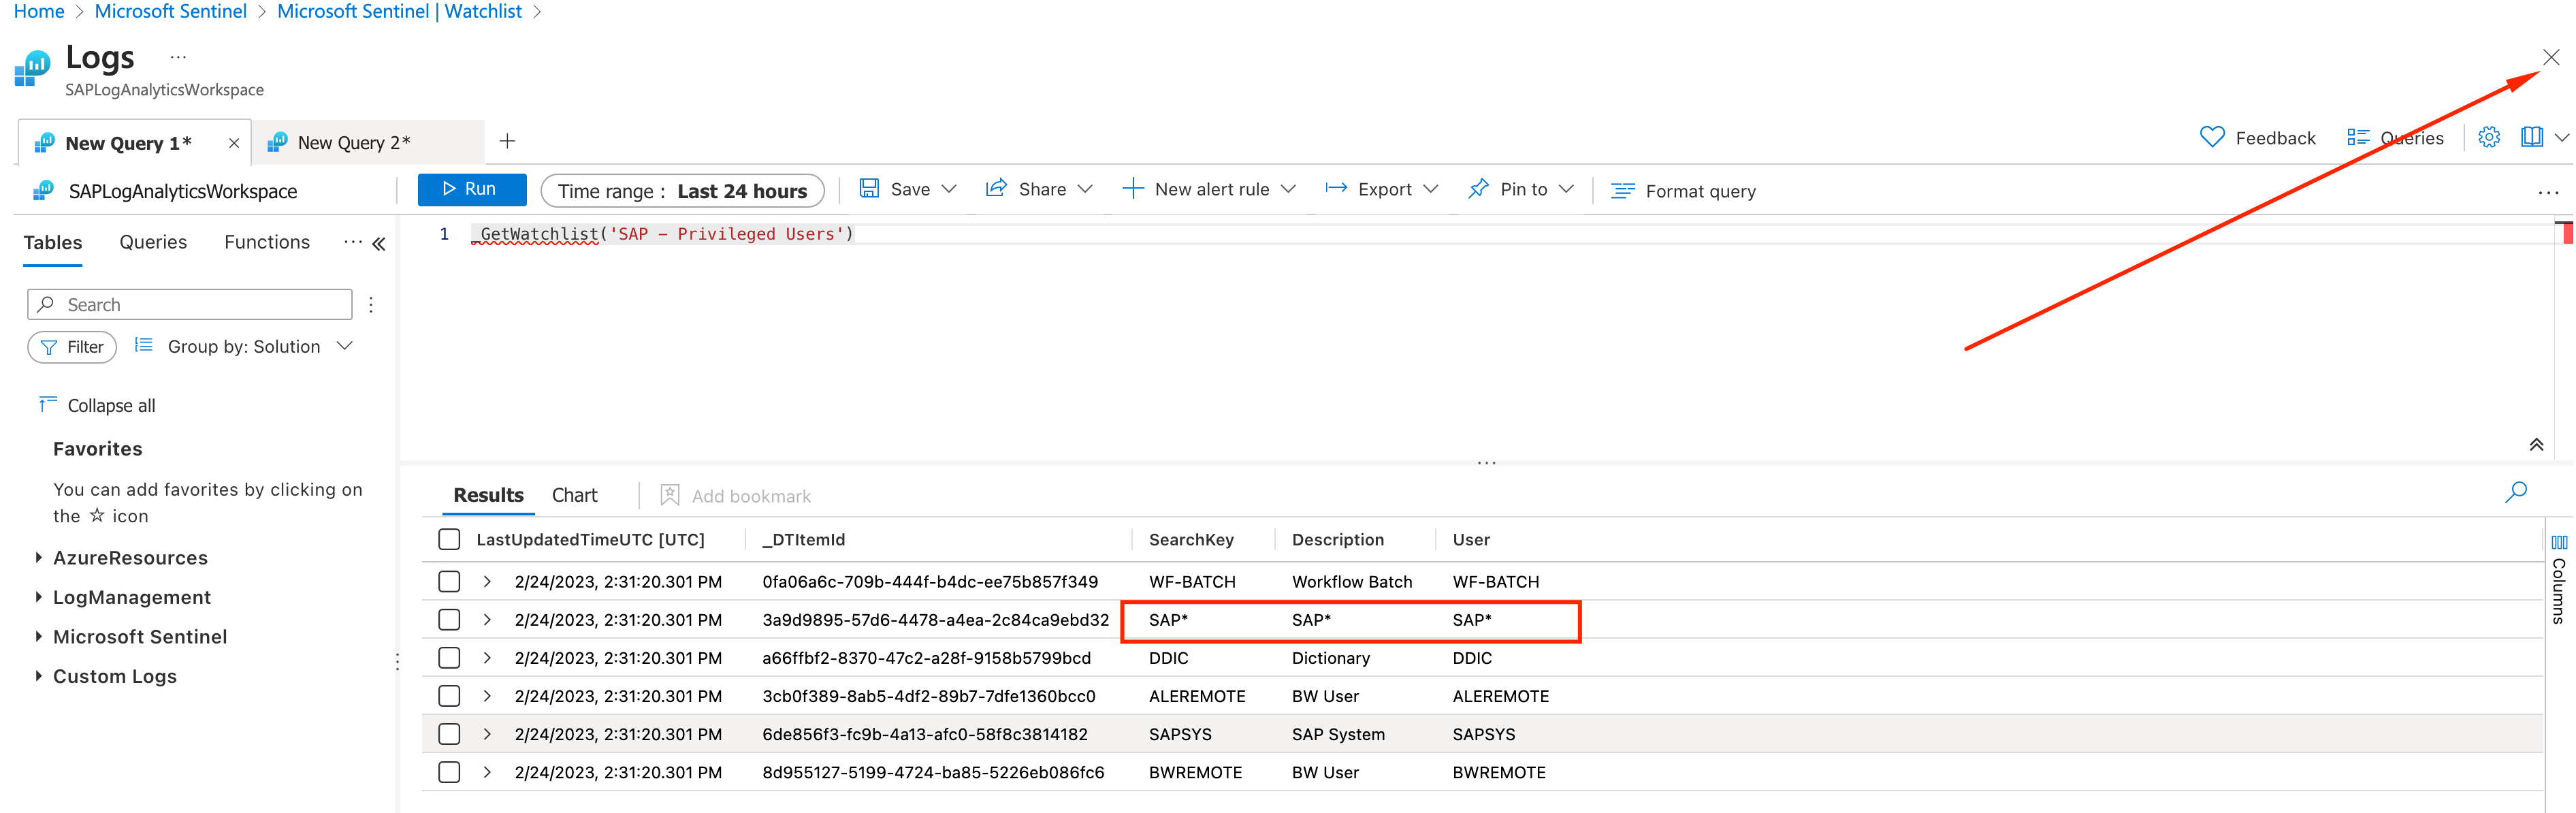 Home > Microsoft Sentinel > Microsoft Sentinel | Watchlist >
Logs ...
SAPLogAnalyticsWorkspace
New Query 1* × New Query 2* +
Feedback Queries
SAPLogAnalyticsWorkspace Run Time range : Last 24 hours Save Share New alert rule Export Pin to Format query ...
Tables Queries Functions ... «
1 _GetWatchlist('SAP - Privileged Users')
Search
Filter Group by: Solution
Collapse all
Favorites
You can add favorites by clicking on
the ☆ icon
AzureResources
LogManagement
Microsoft Sentinel
Custom Logs
Results Chart Add bookmark
LastUpdatedTimeUTC [UTC] _DTItemId SearchKey Description User
2/24/2023, 2:31:20.301 PM 0fa06a6c-709b-444f-b4dc-ee75b857f349 WF-BATCH Workflow Batch WF-BATCH
2/24/2023, 2:31:20.301 PM 3a9d9895-57d6-4478-a4ea-2c84ca9ebd32 SAP* SAP* SAP*
2/24/2023, 2:31:20.301 PM a66ffbf2-8370-47c2-a28f-9158b5799bcd DDIC Dictionary DDIC
2/24/2023, 2:31:20.301 PM 3cb0f389-8ab5-4df2-89b7-7dfe1360bcc0 ALEREMOTE BW User ALEREMOTE
2/24/2023, 2:31:20.301 PM 6de856f3-fc9b-4a13-afc0-58f8c3814182 SAPSYS SAP System SAPSYS
2/24/2023, 2:31:20.301 PM 8d955127-5199-4724-ba85-5226eb086fc6 BWREMOTE BW User BWREMOTE
Columns